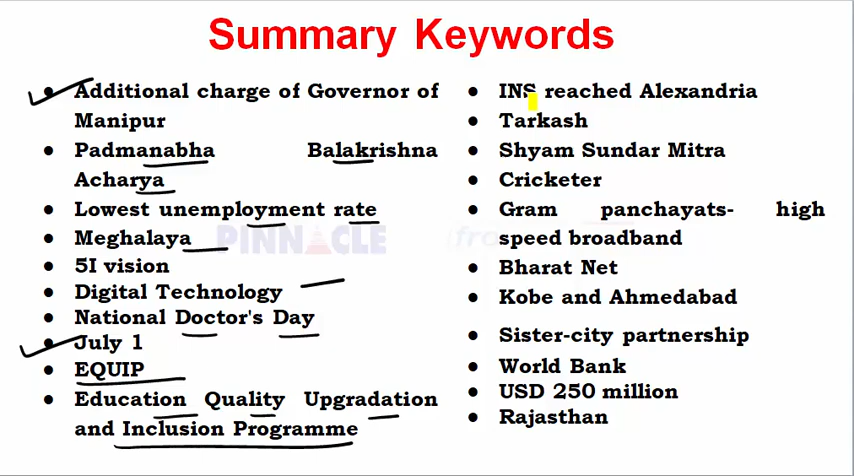 Summary Keywords
• Additional charge of Governor of
Manipur
• Padmanabha Balakrishna
Acharya
• Lowest unemployment rate
• Meghalaya
• 5I vision
• Digital Technology
• National Doctor's Day
• July 1
• EQUIP
• Education Quality Upgradation
and Inclusion Programme
• INS reached Alexandria
• Tarkash
• Shyam Sundar Mitra
• Cricketer
• Gram panchayats- high
speed broadband
• Bharat Net
• Kobe and Ahmedabad
• Sister-city partnership
• World Bank
• USD 250 million
• Rajasthan
PINNACLE